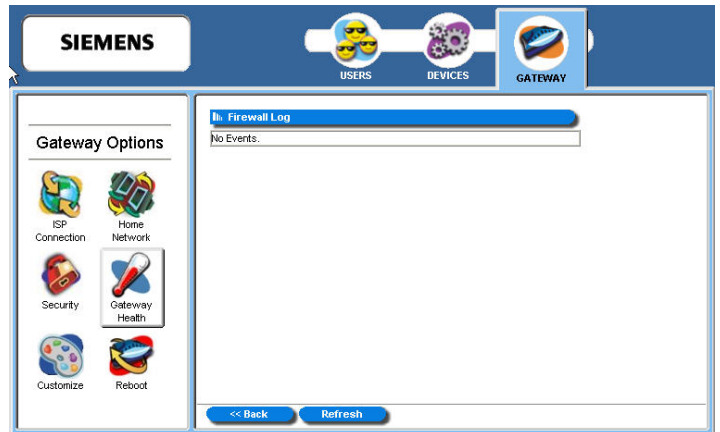 SIEMENS
USERS
DEVICES
GATEWAY
Gateway Options
ISP
Connection
Home
Network
Security
Gateway
Health
Customize
Reboot
Firewall Log
No Events.
<< Back
Refresh